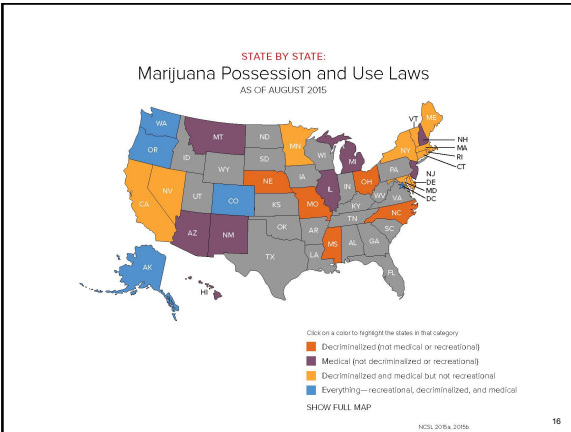 STATE BY STATE:
Marijuana Possession and Use Laws
AS OF AUGUST 2015
WA
OR
CA
NV
ID
MT
WY
UT
CO
AZ
NM
ND
SD
NE
KS
OK
TX
MN
IA
MO
AR
LA
WI
IL
MS
MI
IN
KY
TN
AL
OH
WV
VA
NC
SC
GA
FL
PA
NY
VT
ME
NH
MA
RI
CT
NJ
DE
MD
DC
AK
HI
Click on a color to highlight the states in that category
Decriminalized (not medical or recreational)
Medical (not decriminalized or recreational)
Decriminalized and medical but not recreational
Everything—recreational, decriminalized, and medical
SHOW FULL MAP
NCSL 2015a, 2015b.
16